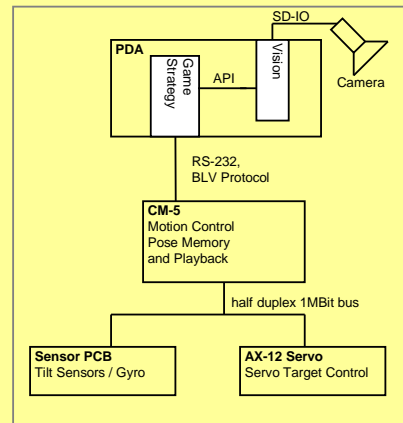 SD-IO
PDA
Game
Strategy
API
Vision
Camera
RS-232,
BLV Protocol
CM-5
Motion Control
Pose Memory
and Playback
half duplex 1MBit bus
Sensor PCB
Tilt Sensors / Gyro
AX-12 Servo
Servo Target Control